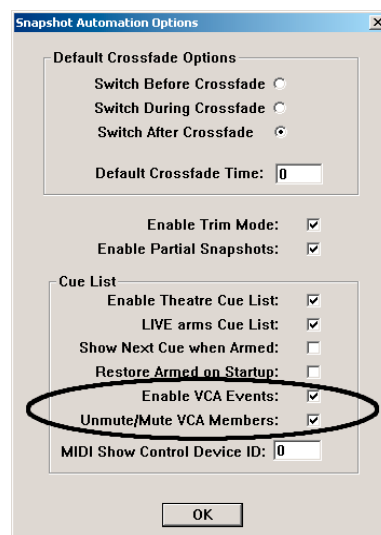 Snapshot Automation Options
Default Crossfade Options
Switch Before Crossfade
Switch During Crossfade
Switch After Crossfade
Default Crossfade Time: 0
Enable Trim Mode:
Enable Partial Snapshots:
Cue List
Enable Theatre Cue List:
LIVE arms Cue List:
Show Next Cue when Armed:
Restore Armed on Startup:
Enable VCA Events:
Unmute/Mute VCA Members:
MIDI Show Control Device ID: 0
OK